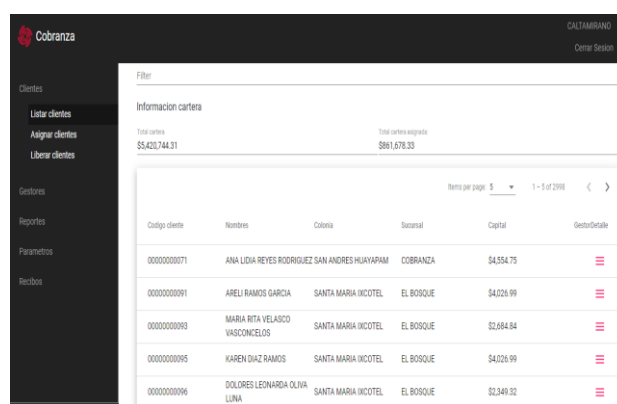 Cobranza
CALTAMIRANO
Cerrar Sesion
Clientes
Listar clientes
Asignar clientes
Liberar clientes
Gestores
Reportes
Parametros
Recibos
Filter
Informacion cartera
Total cartera
Total cartera asignada
$5,420,744.31
$861,678.33
Items per page: 5
1 – 5 of 2998
Codigo cliente Nombres Colonia Sucursal Capital GestorDetalle
00000000071 ANA LIDIA REYES RODRIGUEZ SAN ANDRES HUAYAPAM COBRANZA $4,554.75
00000000091 ARELI RAMOS GARCIA SANTA MARIA IXCOTEL EL BOSQUE $4,026.99
00000000093 MARIA RITA VELASCO VASCONCELOS SANTA MARIA IXCOTEL EL BOSQUE $2,684.84
00000000095 KAREN DIAZ RAMOS SANTA MARIA IXCOTEL EL BOSQUE $4,026.99
00000000096 DOLORES LEONARDA OLIVA LUNA SANTA MARIA IXCOTEL EL BOSQUE $2,349.32